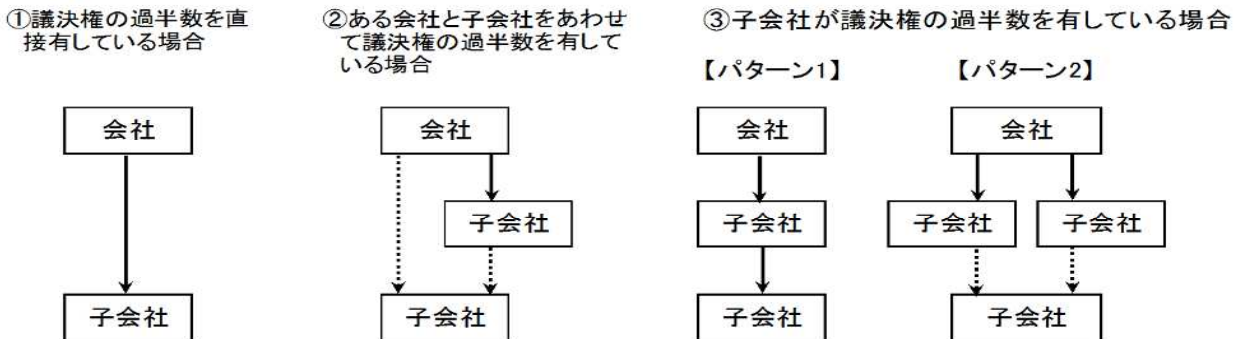 ①議決権の過半数を直
接有している場合
②ある会社と子会社をあわせ
て議決権の過半数を有して
いる場合
③子会社が議決権の過半数を有している場合
【パターン1】
【パターン2】
会社
子会社
会社
子会社
子会社
会社
子会社
子会社
会社
子会社
子会社
子会社